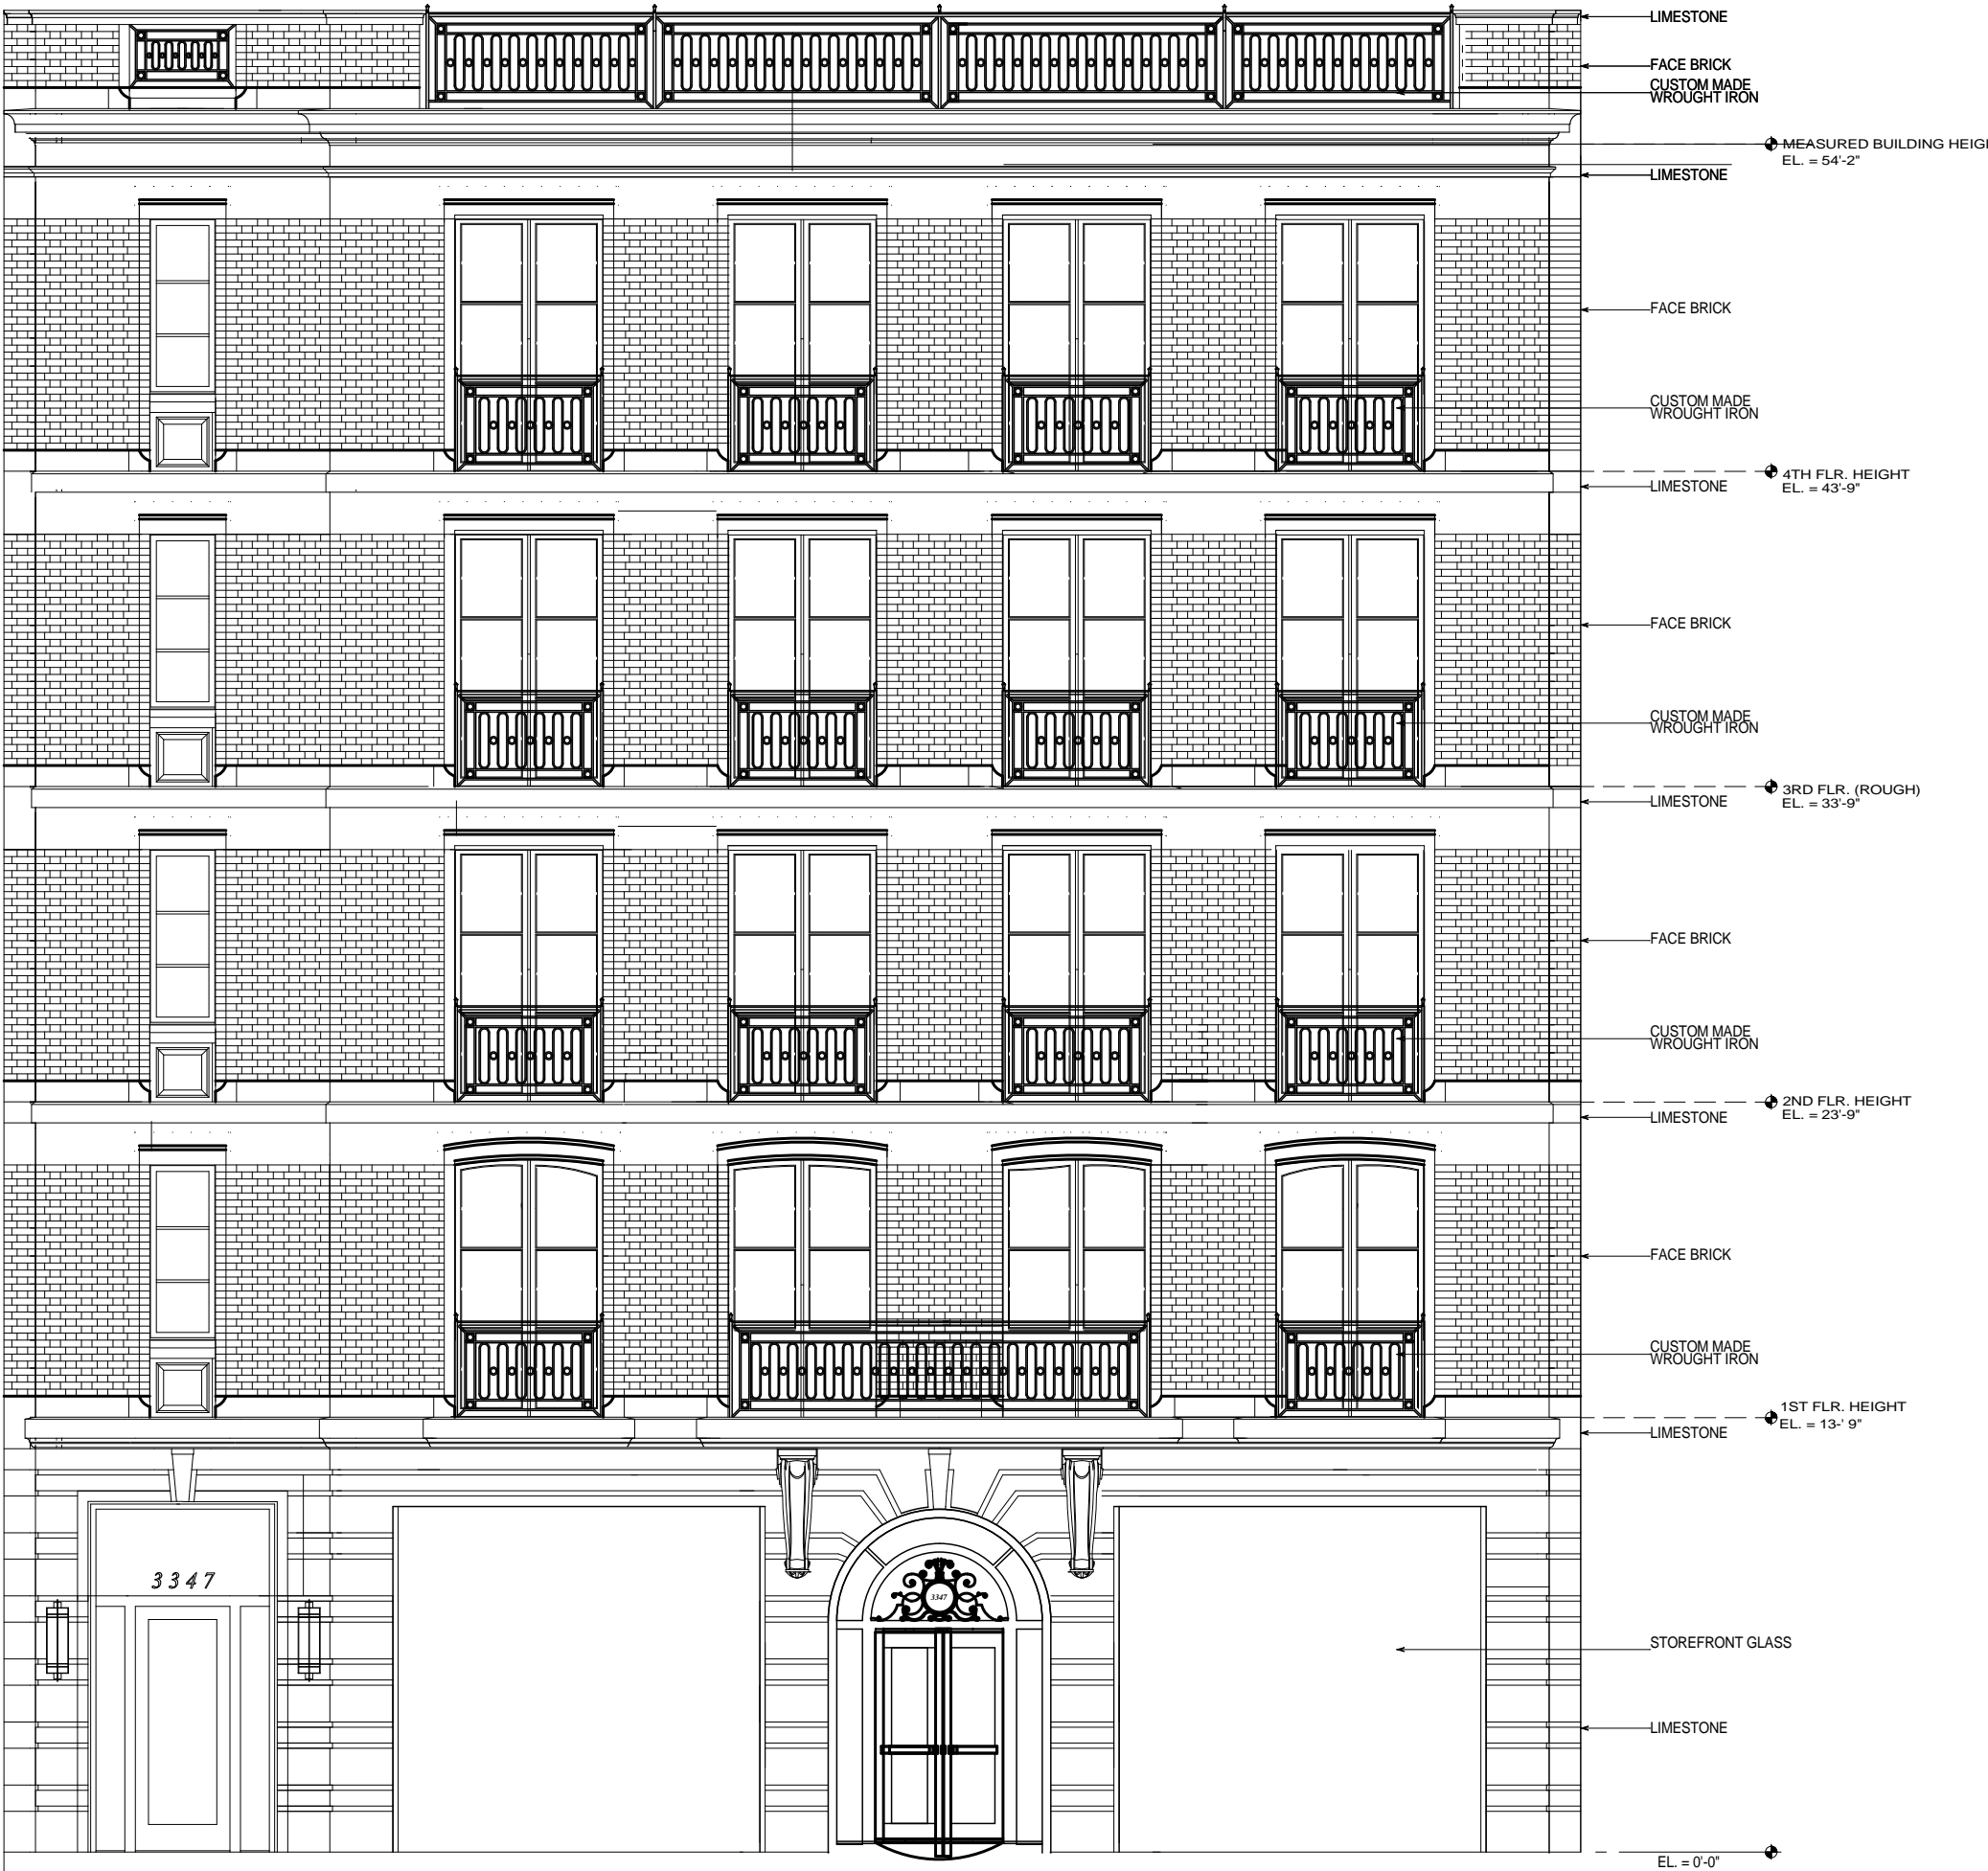 LIMESTONE
FACE BRICK
CUSTOM MADE
WROUGHT IRON
MEASURED BUILDING HEIG
EL. = 54'-2"
LIMESTONE
FACE BRICK
CUSTOM MADE
WROUGHT IRON
4TH FLR. HEIGHT
EL. = 43'-9"
LIMESTONE
FACE BRICK
CUSTOM MADE
WROUGHT IRON
3RD FLR. (ROUGH)
EL. = 33'-9"
LIMESTONE
FACE BRICK
CUSTOM MADE
WROUGHT IRON
2ND FLR. HEIGHT
EL. = 23'-9"
LIMESTONE
FACE BRICK
CUSTOM MADE
WROUGHT IRON
1ST FLR. HEIGHT
EL. = 13-' 9"
LIMESTONE
3347
3347
STOREFRONT GLASS
LIMESTONE
EL. = 0'-0"